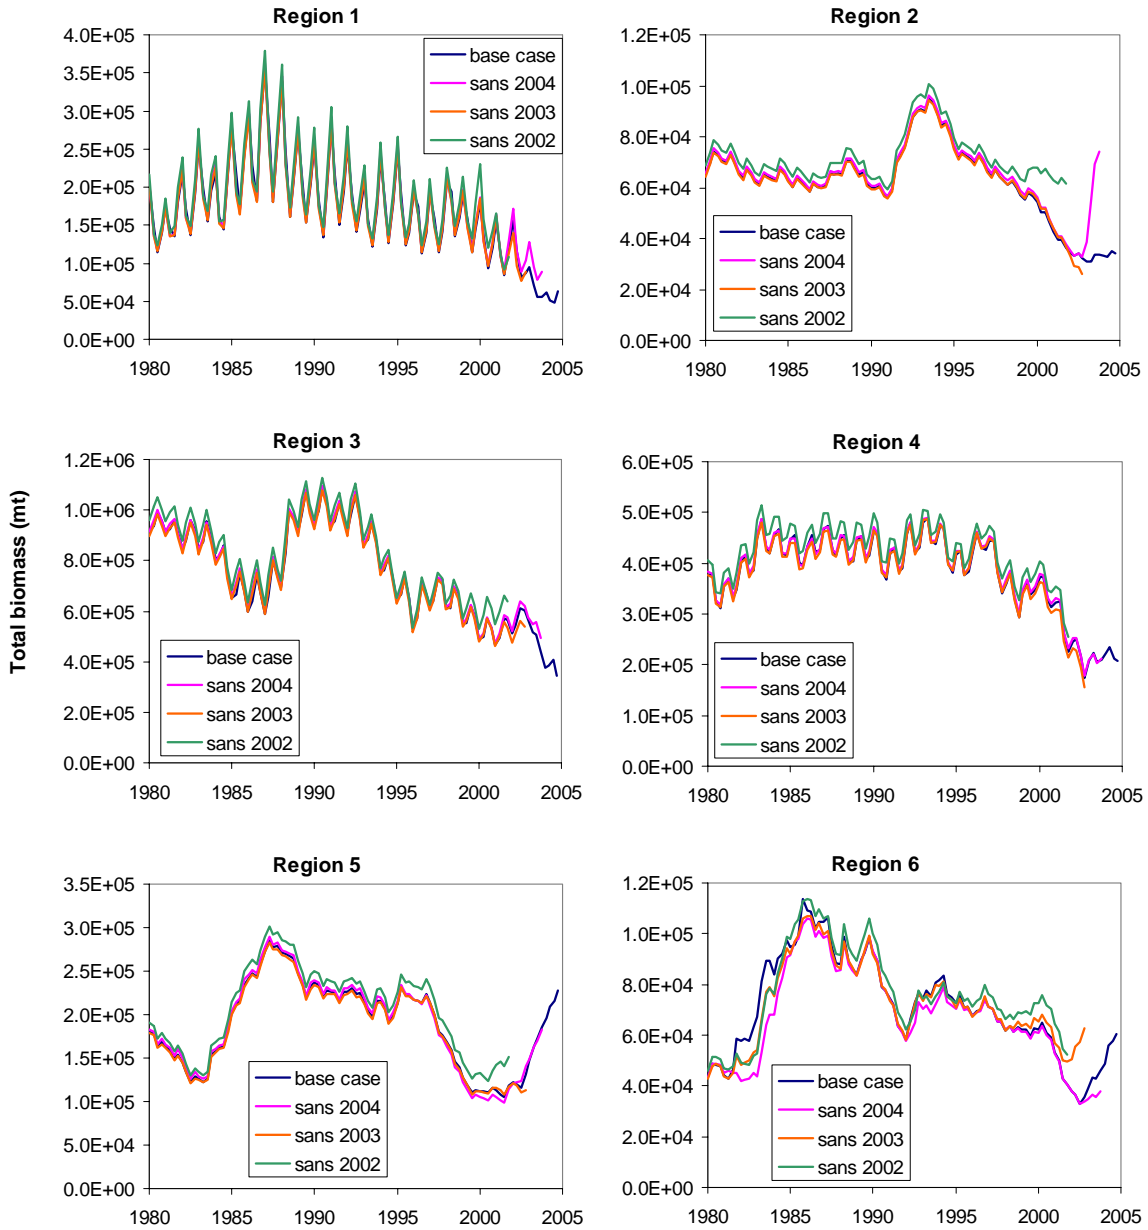 Region 1
4.0E+05
3.5E+05
3.0E+05
2.5E+05
2.0E+05
1.5E+05
1.0E+05
5.0E+04
0.0E+00
1980 1985 1990 1995 2000 2005
base case
sans 2004
sans 2003
sans 2002
Region 2
1.2E+05
1.0E+05
8.0E+04
6.0E+04
4.0E+04
2.0E+04
0.0E+00
1980 1985 1990 1995 2000 2005
base case
sans 2004
sans 2003
sans 2002
Total biomass (mt)
Region 3
1.2E+06
1.0E+06
8.0E+05
6.0E+05
4.0E+05
2.0E+05
0.0E+00
1980 1985 1990 1995 2000 2005
base case
sans 2004
sans 2003
sans 2002
Region 4
6.0E+05
5.0E+05
4.0E+05
3.0E+05
2.0E+05
1.0E+05
0.0E+00
1980 1985 1990 1995 2000 2005
base case
sans 2004
sans 2003
sans 2002
Region 5
3.5E+05
3.0E+05
2.5E+05
2.0E+05
1.5E+05
1.0E+05
5.0E+04
0.0E+00
1980 1985 1990 1995 2000 2005
base case
sans 2004
sans 2003
sans 2002
Region 6
1.2E+05
1.0E+05
8.0E+04
6.0E+04
4.0E+04
2.0E+04
0.0E+00
1980 1985 1990 1995 2000 2005
base case
sans 2004
sans 2003
sans 2002